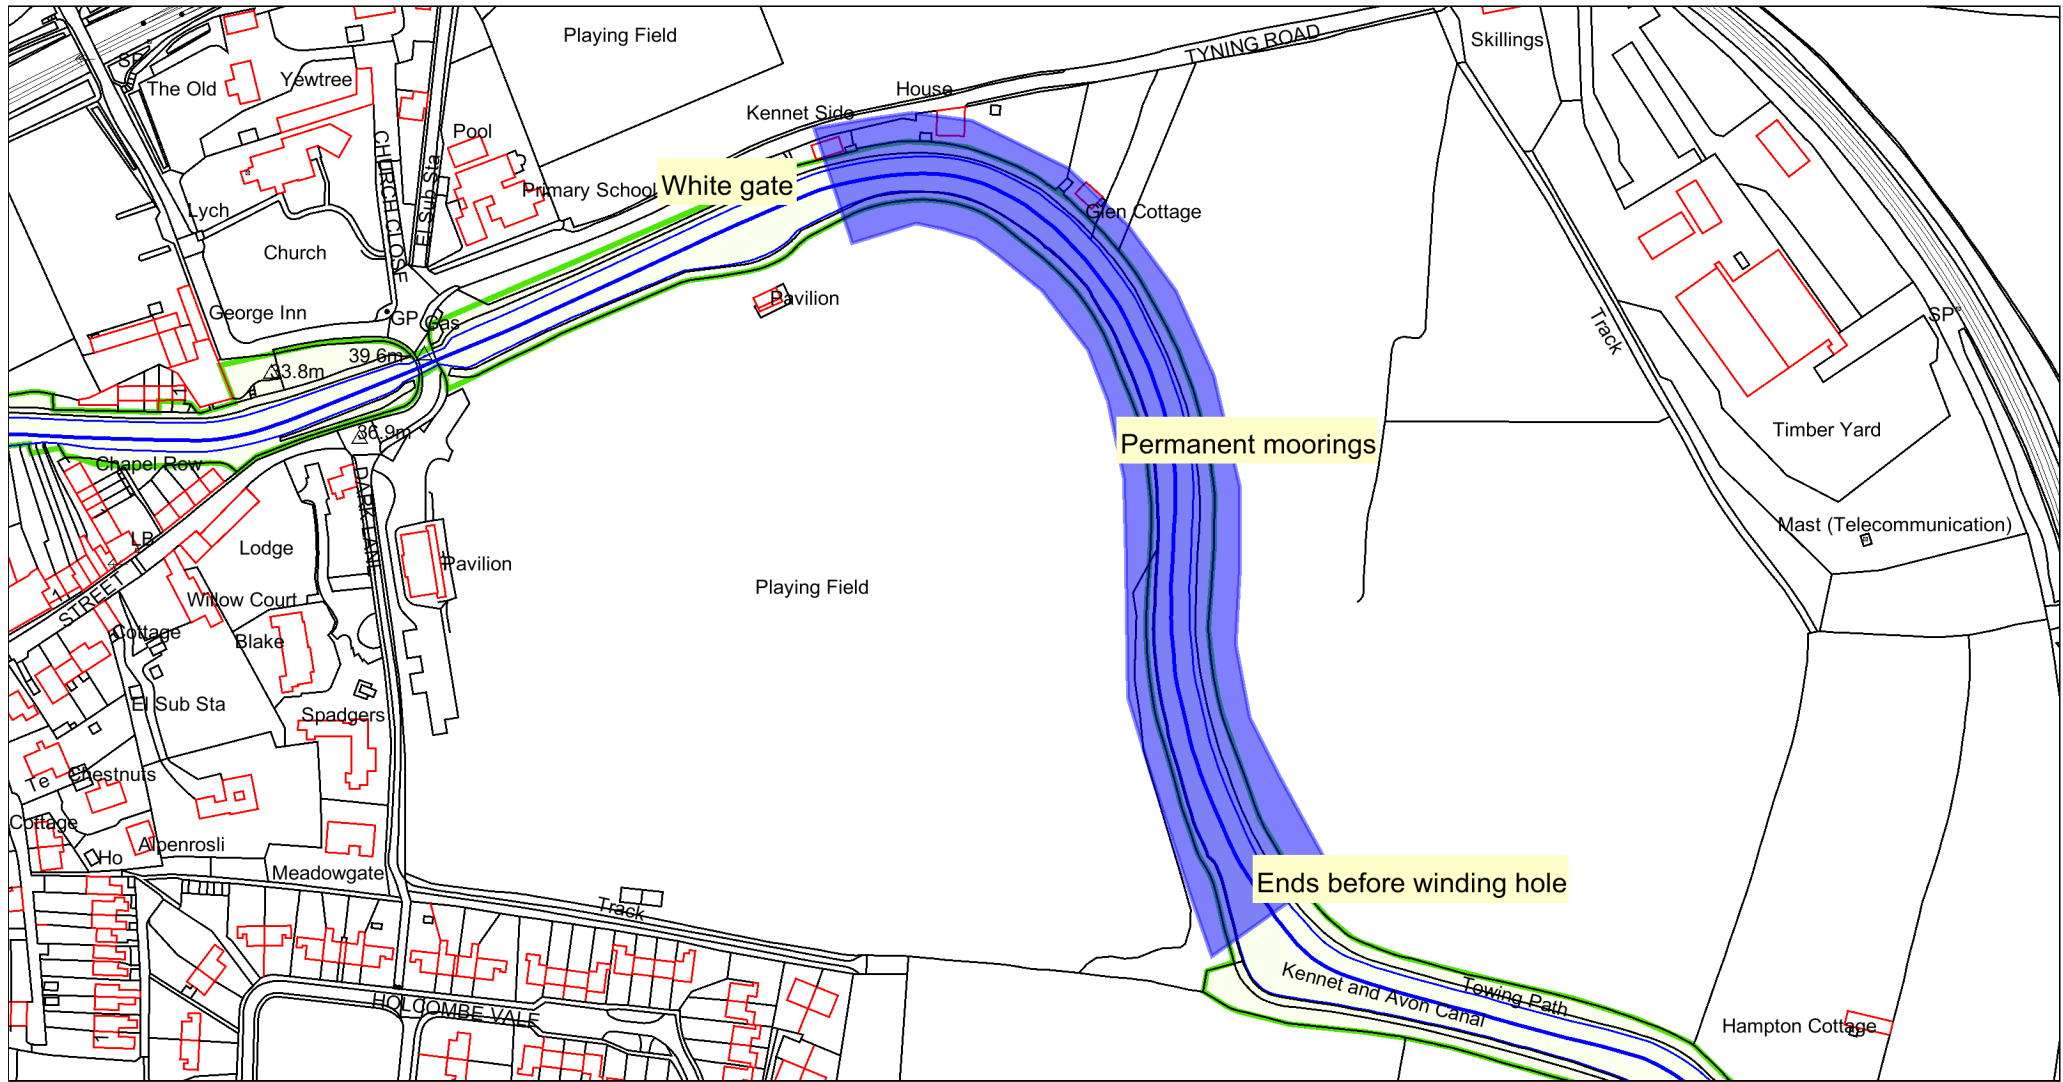 Playing Field
TYNING ROAD
Skillings
SP
The Old
Yewtree
House
Kennet Side
Pool
CHURCH CLOSE
El Sub Sta
Primary School
White gate
Lych
Glen Cottage
Church
Pavilion
George Inn
GP
Gas
SP
Track
39.6m
33.8m
36.9m
Chapel Row
Permanent moorings
Timber Yard
DARK LANE
LB
Lodge
Pavilion
Mast (Telecommunication)
Playing Field
1
STREET
Willow Court
Cottage
Blake
El Sub Sta
Spadgers
Te
Chestnuts
Cottage
Alpenrosli
Ho
Meadowgate
Ends before winding hole
Track
Kennet and Avon Canal
Towing Path
HOLCOMBE VALE
Hampton Cottage
1